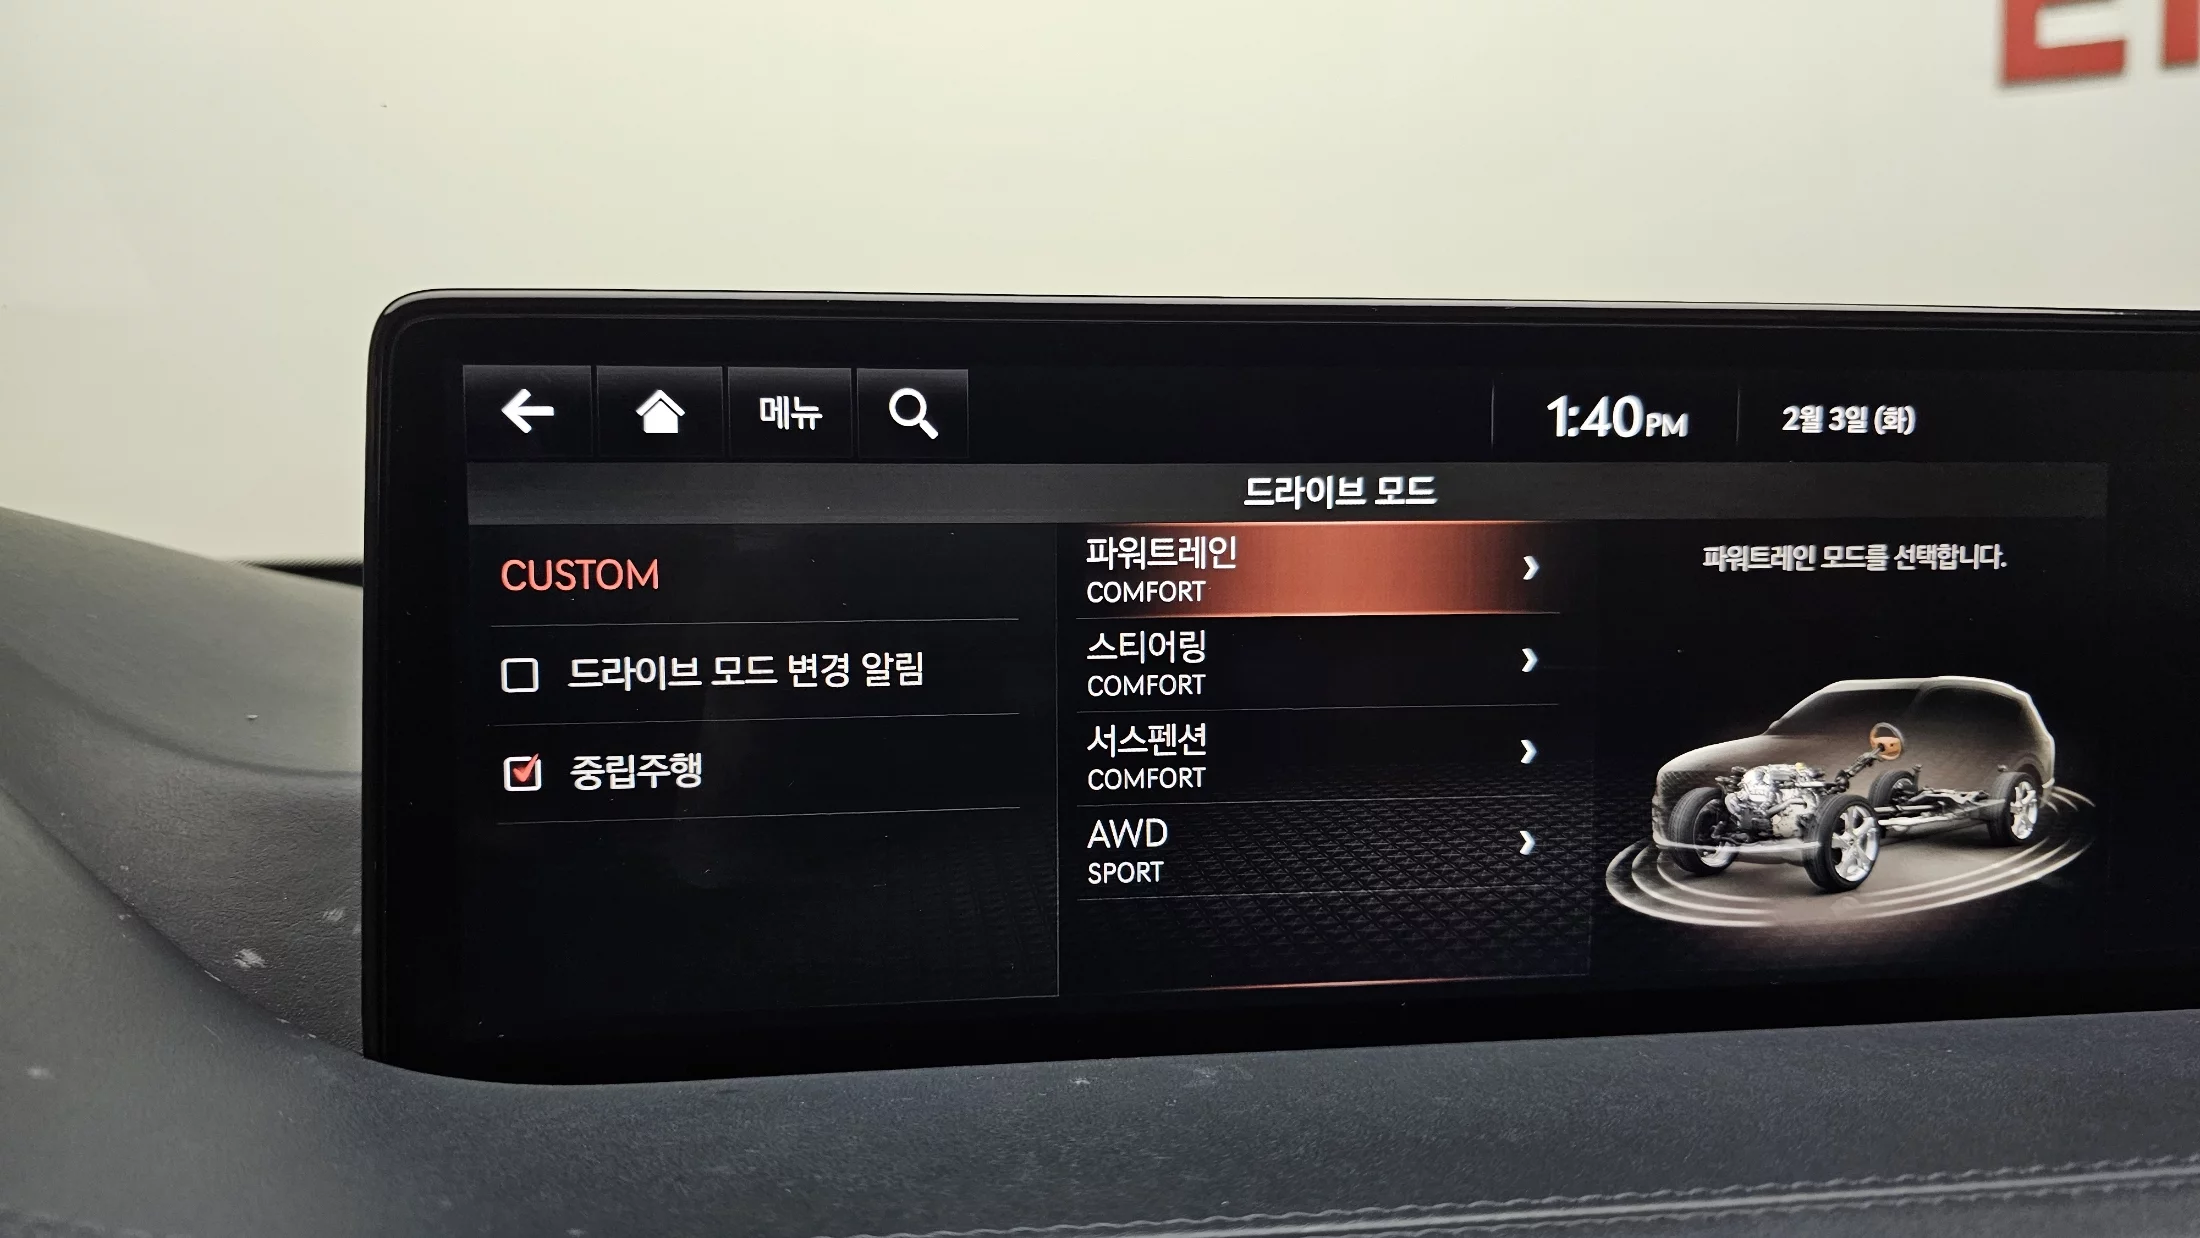 메뉴
1:40PM
2월 3일 (화)
드라이브 모드
CUSTOM
드라이브 모드 변경 알림
중립주행
파워트레인
COMFORT
스티어링
COMFORT
서스펜션
COMFORT
AWD
SPORT
파워트레인 모드를 선택합니다.